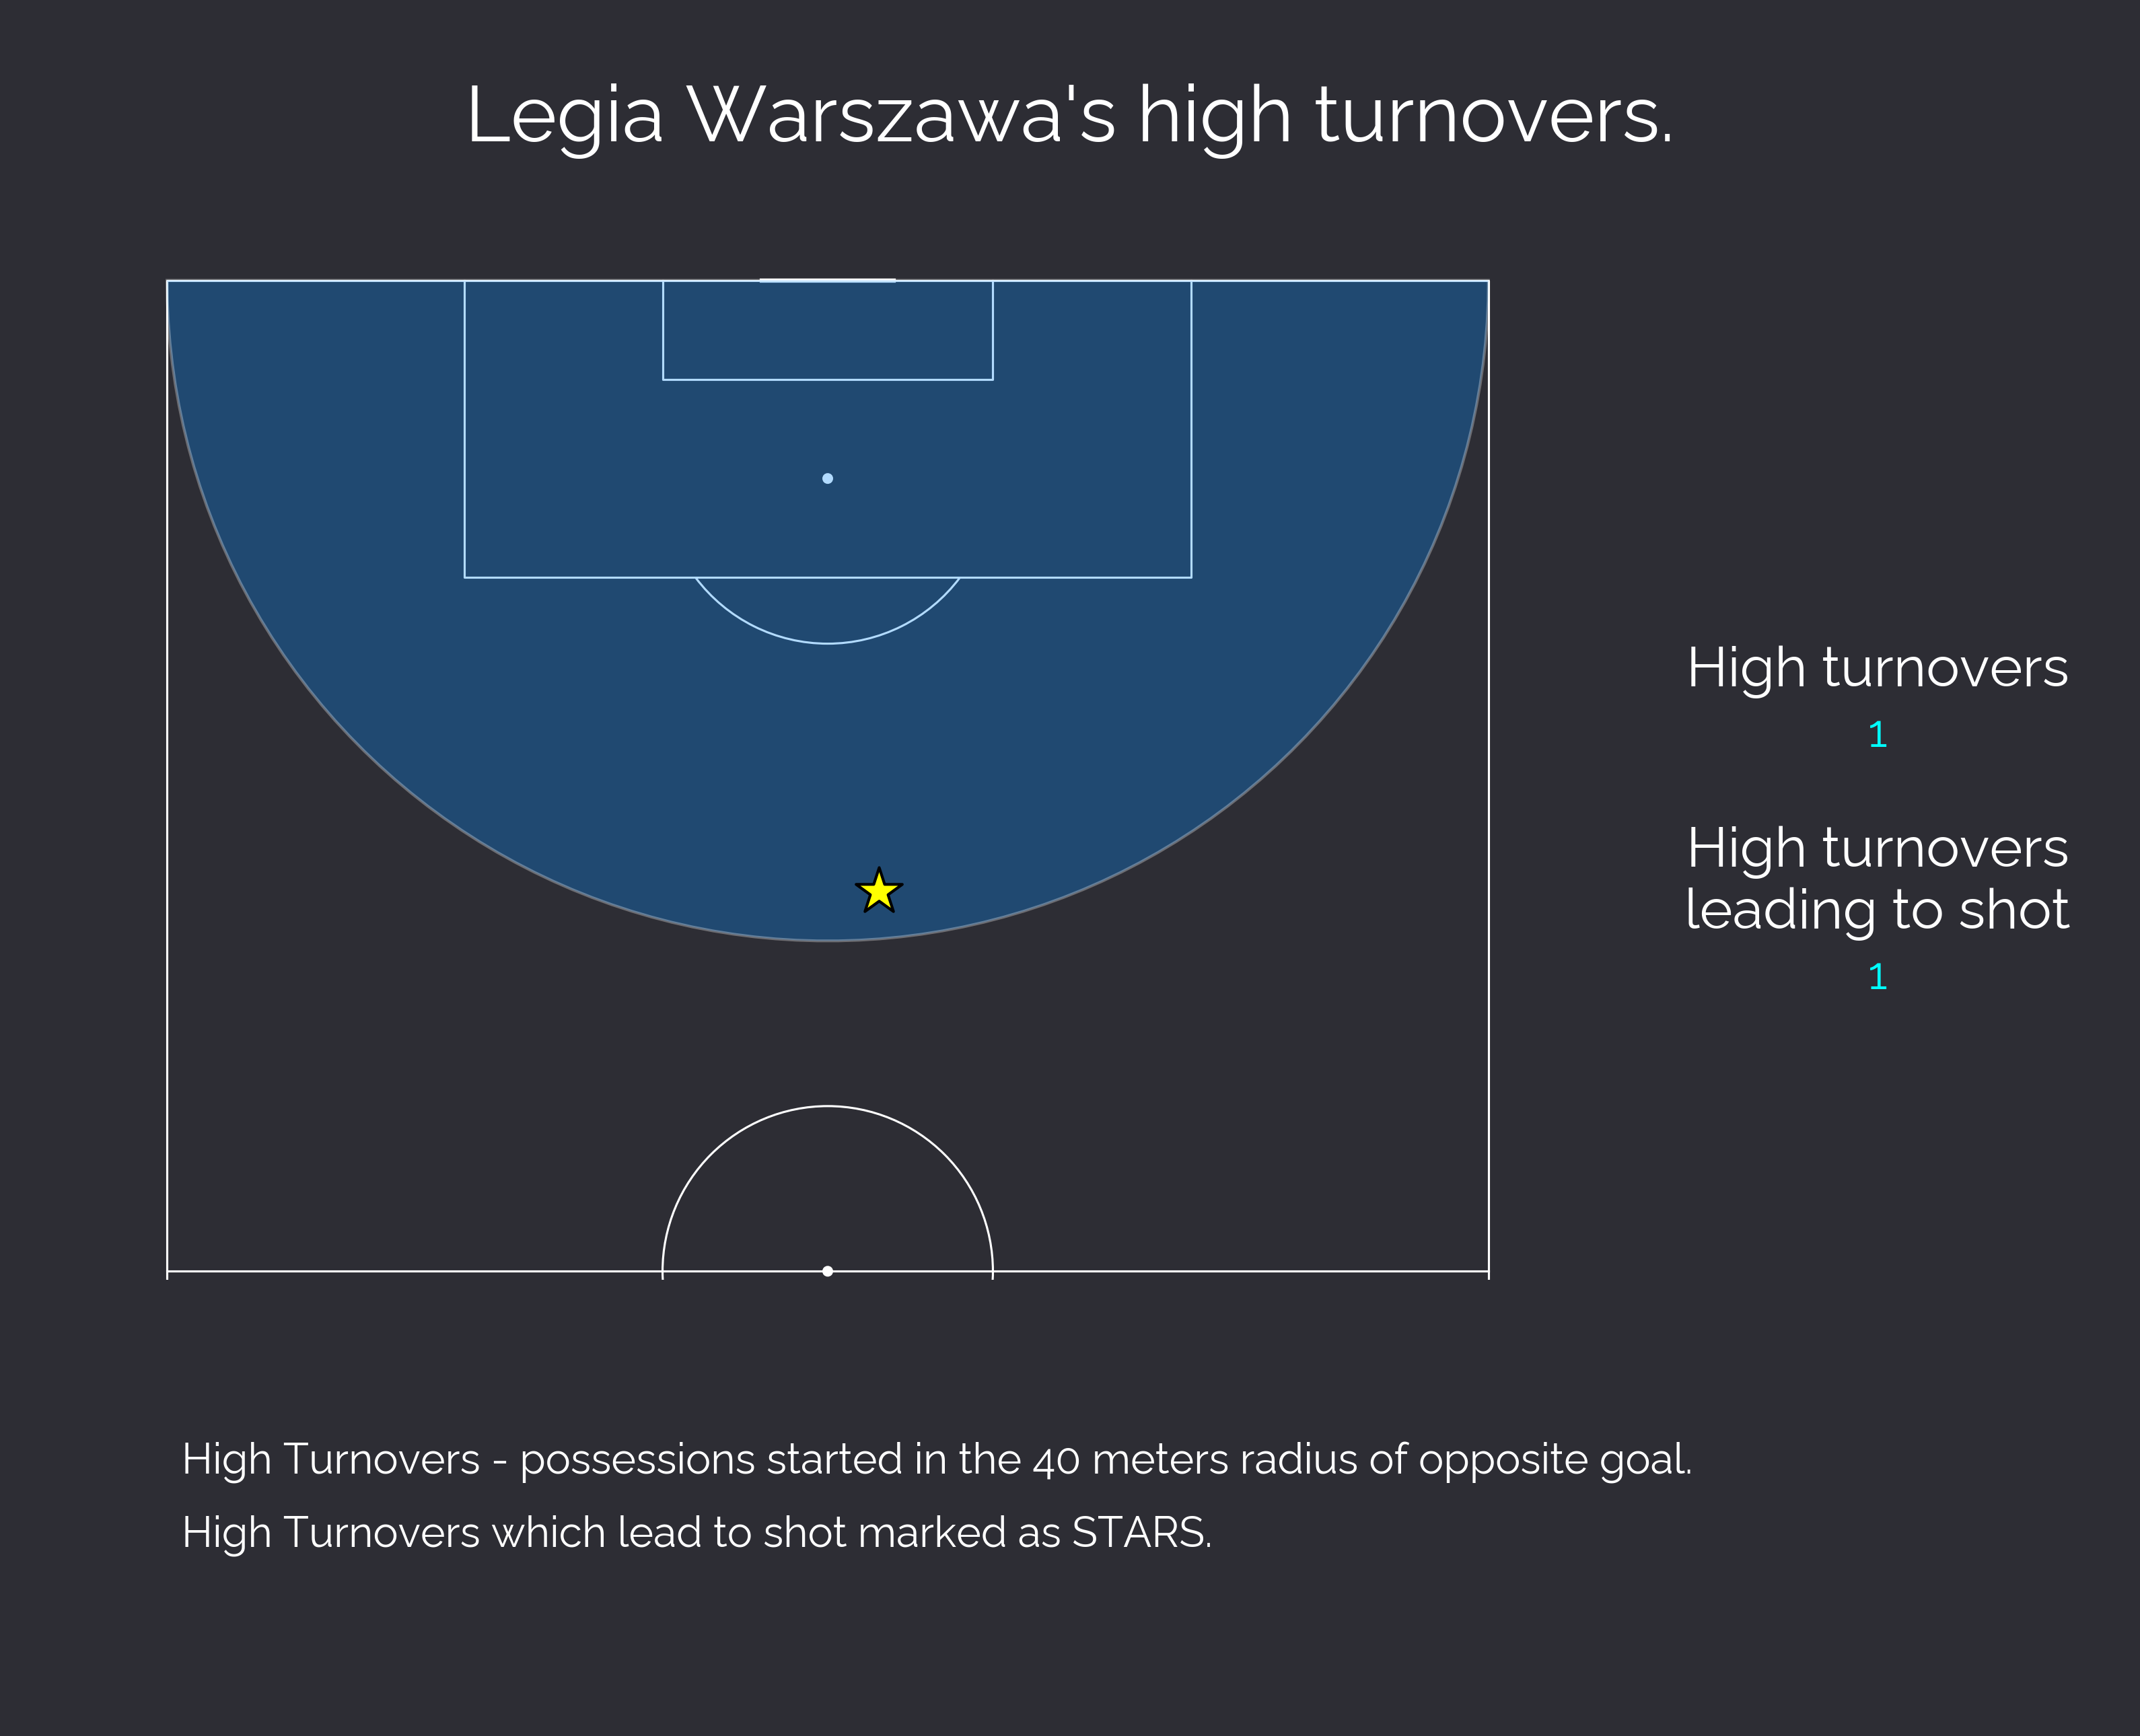 Legia Warszawa's high turnovers.
High turnovers
1
High turnovers
leading to shot
1
High Turnovers - possessions started in the 40 meters radius of opposite goal.
High Turnovers which lead to shot marked as STARS.